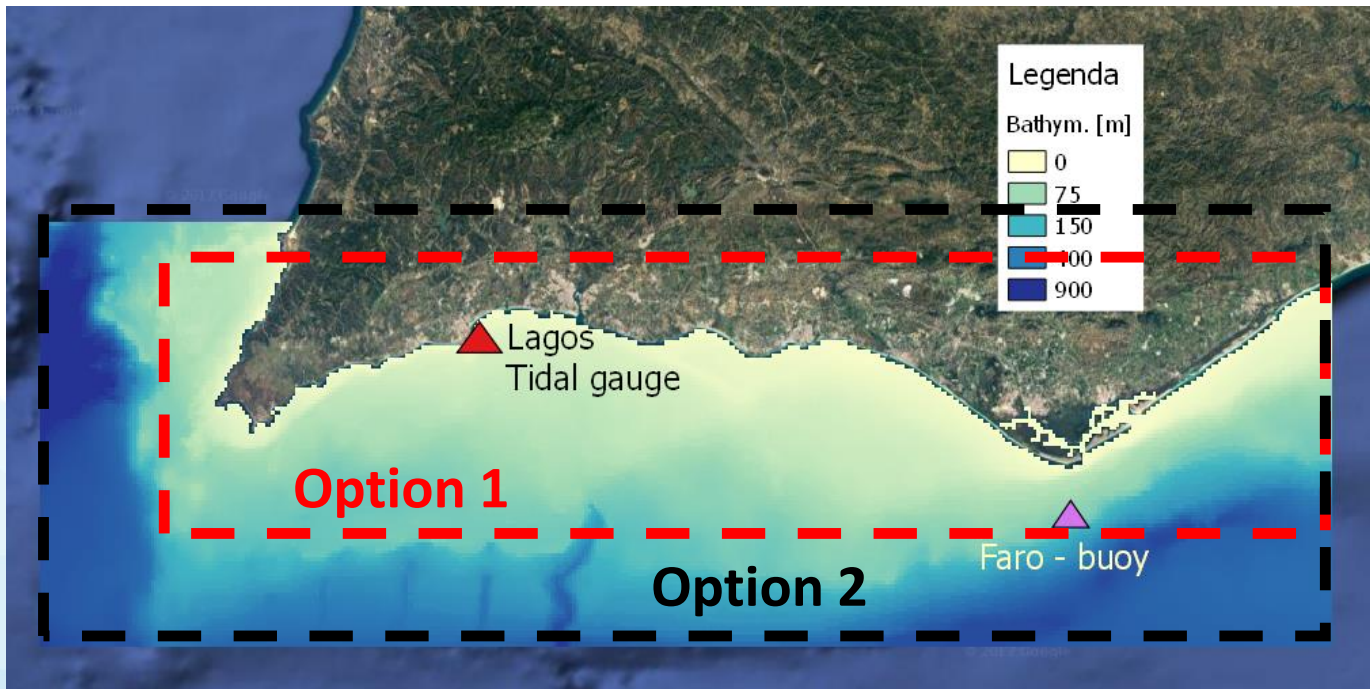 Legenda
Bathym. [m]
0
75
150
400
900
Lagos
Tidal gauge
Option 1
Faro - buoy
Option 2